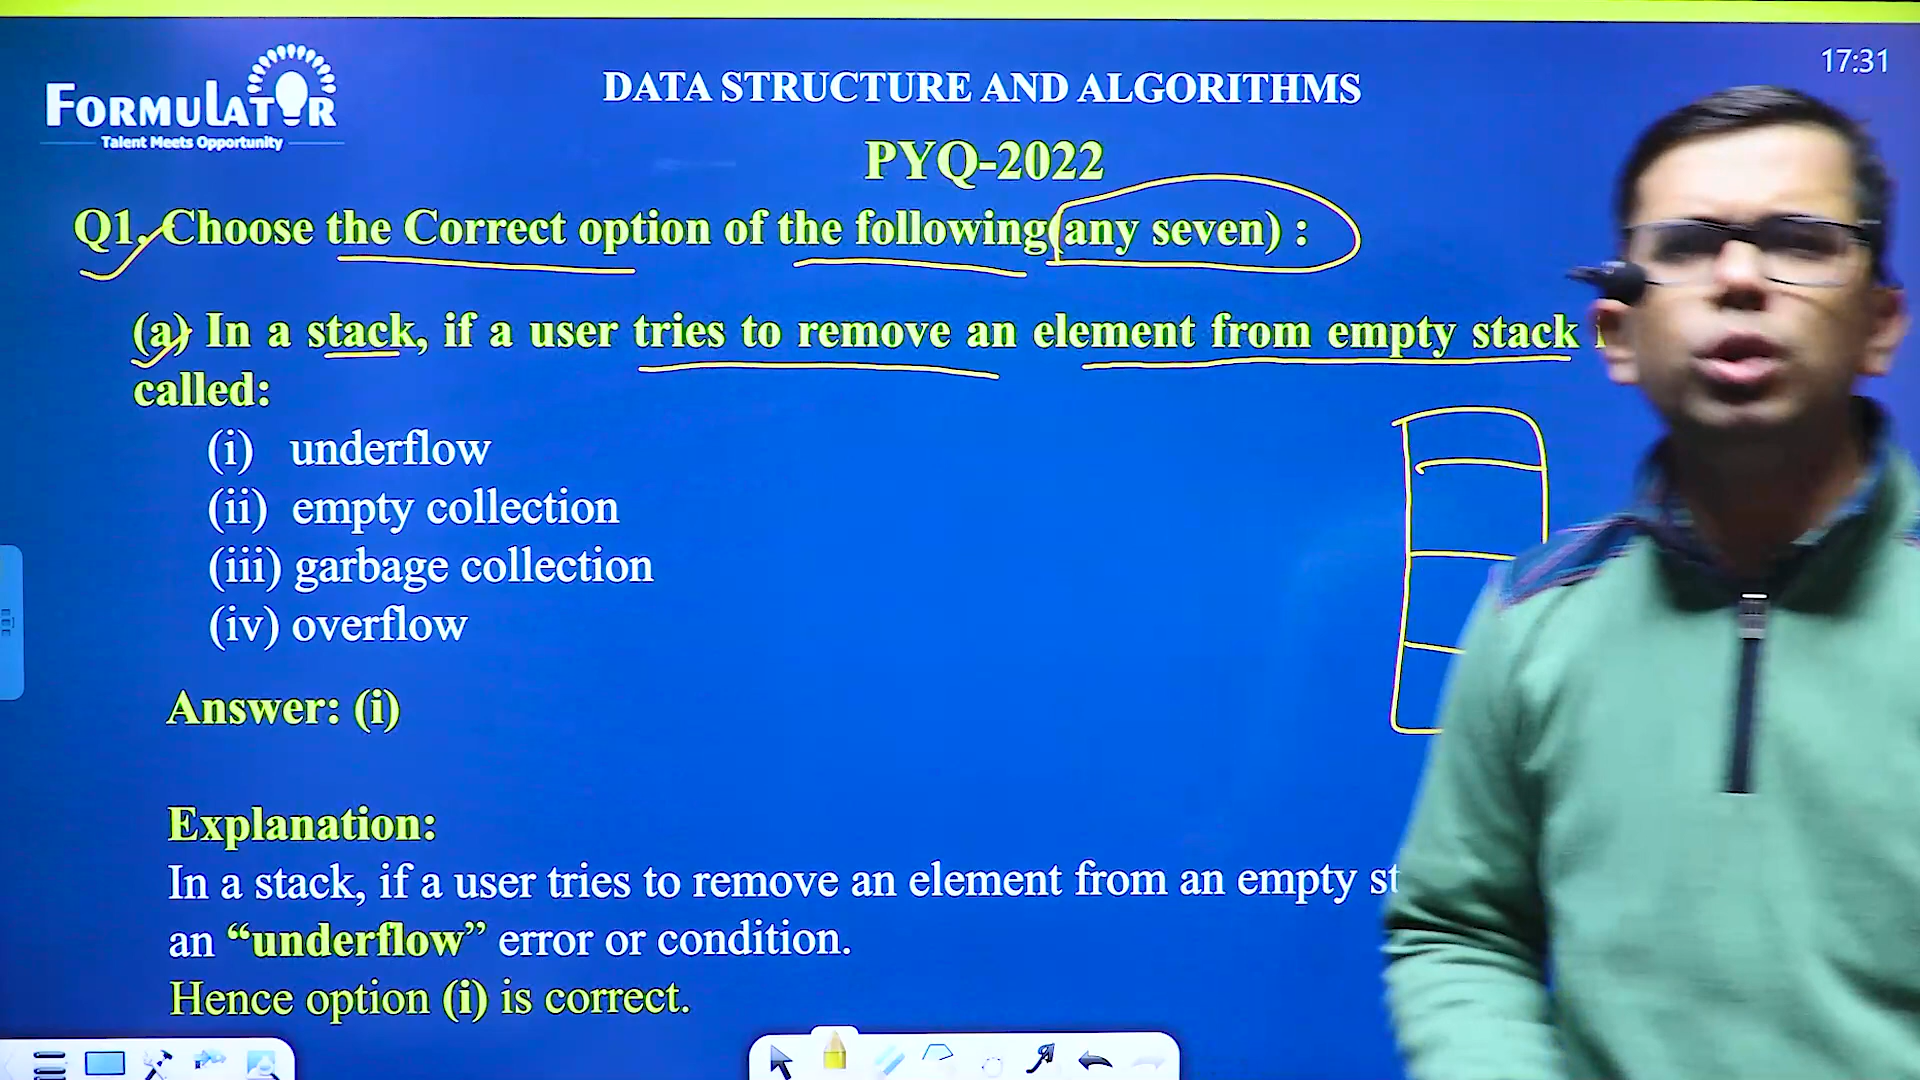 17:31
FORMULATOR
Talent Meets Opportunity
DATA STRUCTURE AND ALGORITHMS
PYQ-2022
Q1. Choose the Correct option of the following(any seven) :
(a) In a stack, if a user tries to remove an element from empty stack
called:
(i) underflow
(ii) empty collection
(iii) garbage collection
(iv) overflow
Answer: (i)
Explanation:
In a stack, if a user tries to remove an element from an empty st
an “underflow” error or condition.
Hence option (i) is correct.